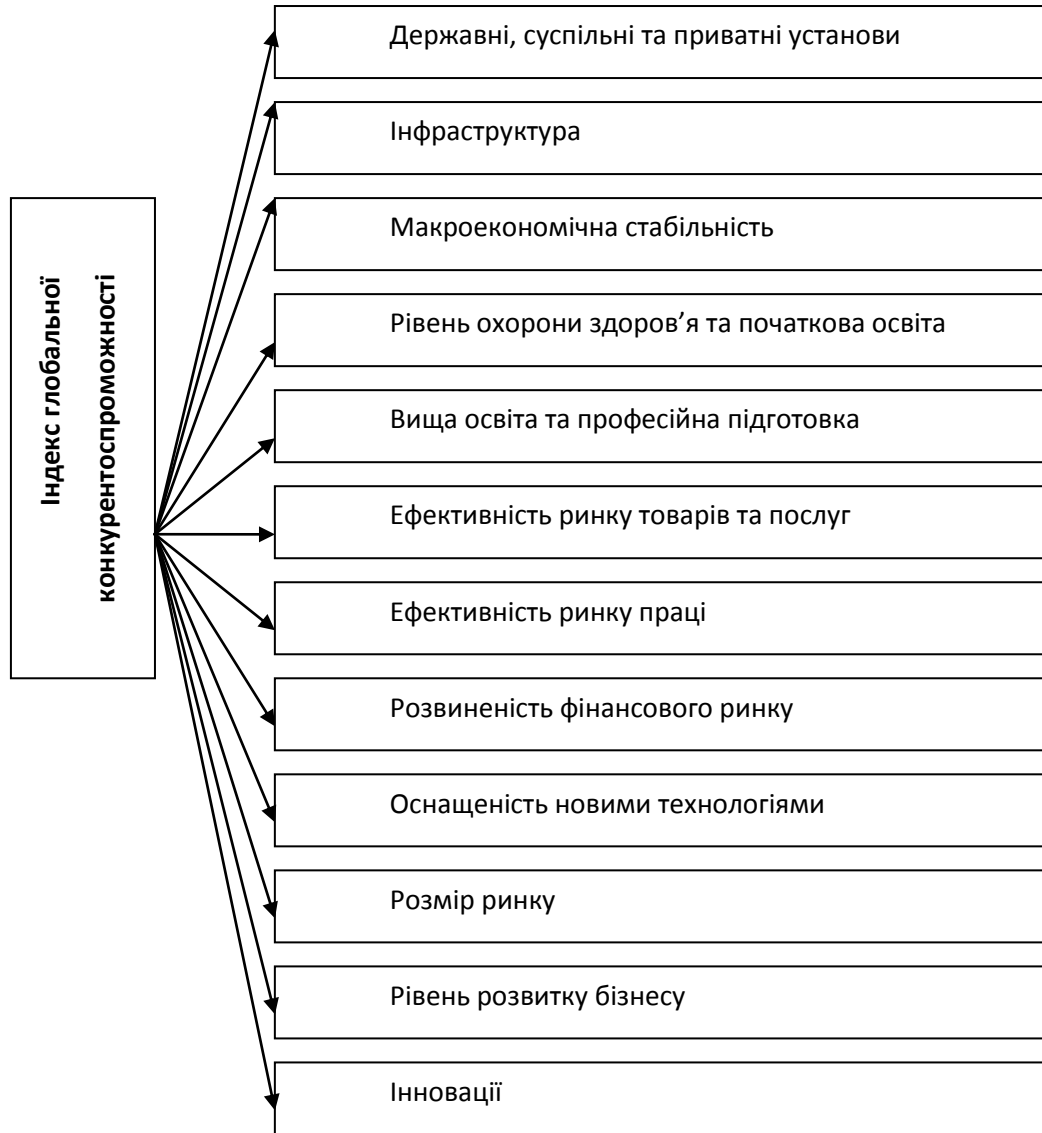 Індекс глобальної
конкурентоспроможності
Державні, суспільні та приватні установи
Інфраструктура
Макроекономічна стабільність
Рівень охорони здоров’я та початкова освіта
Вища освіта та професійна підготовка
Ефективність ринку товарів та послуг
Ефективність ринку праці
Розвиненість фінансового ринку
Оснащеність новими технологіями
Розмір ринку
Рівень розвитку бізнесу
Інновації